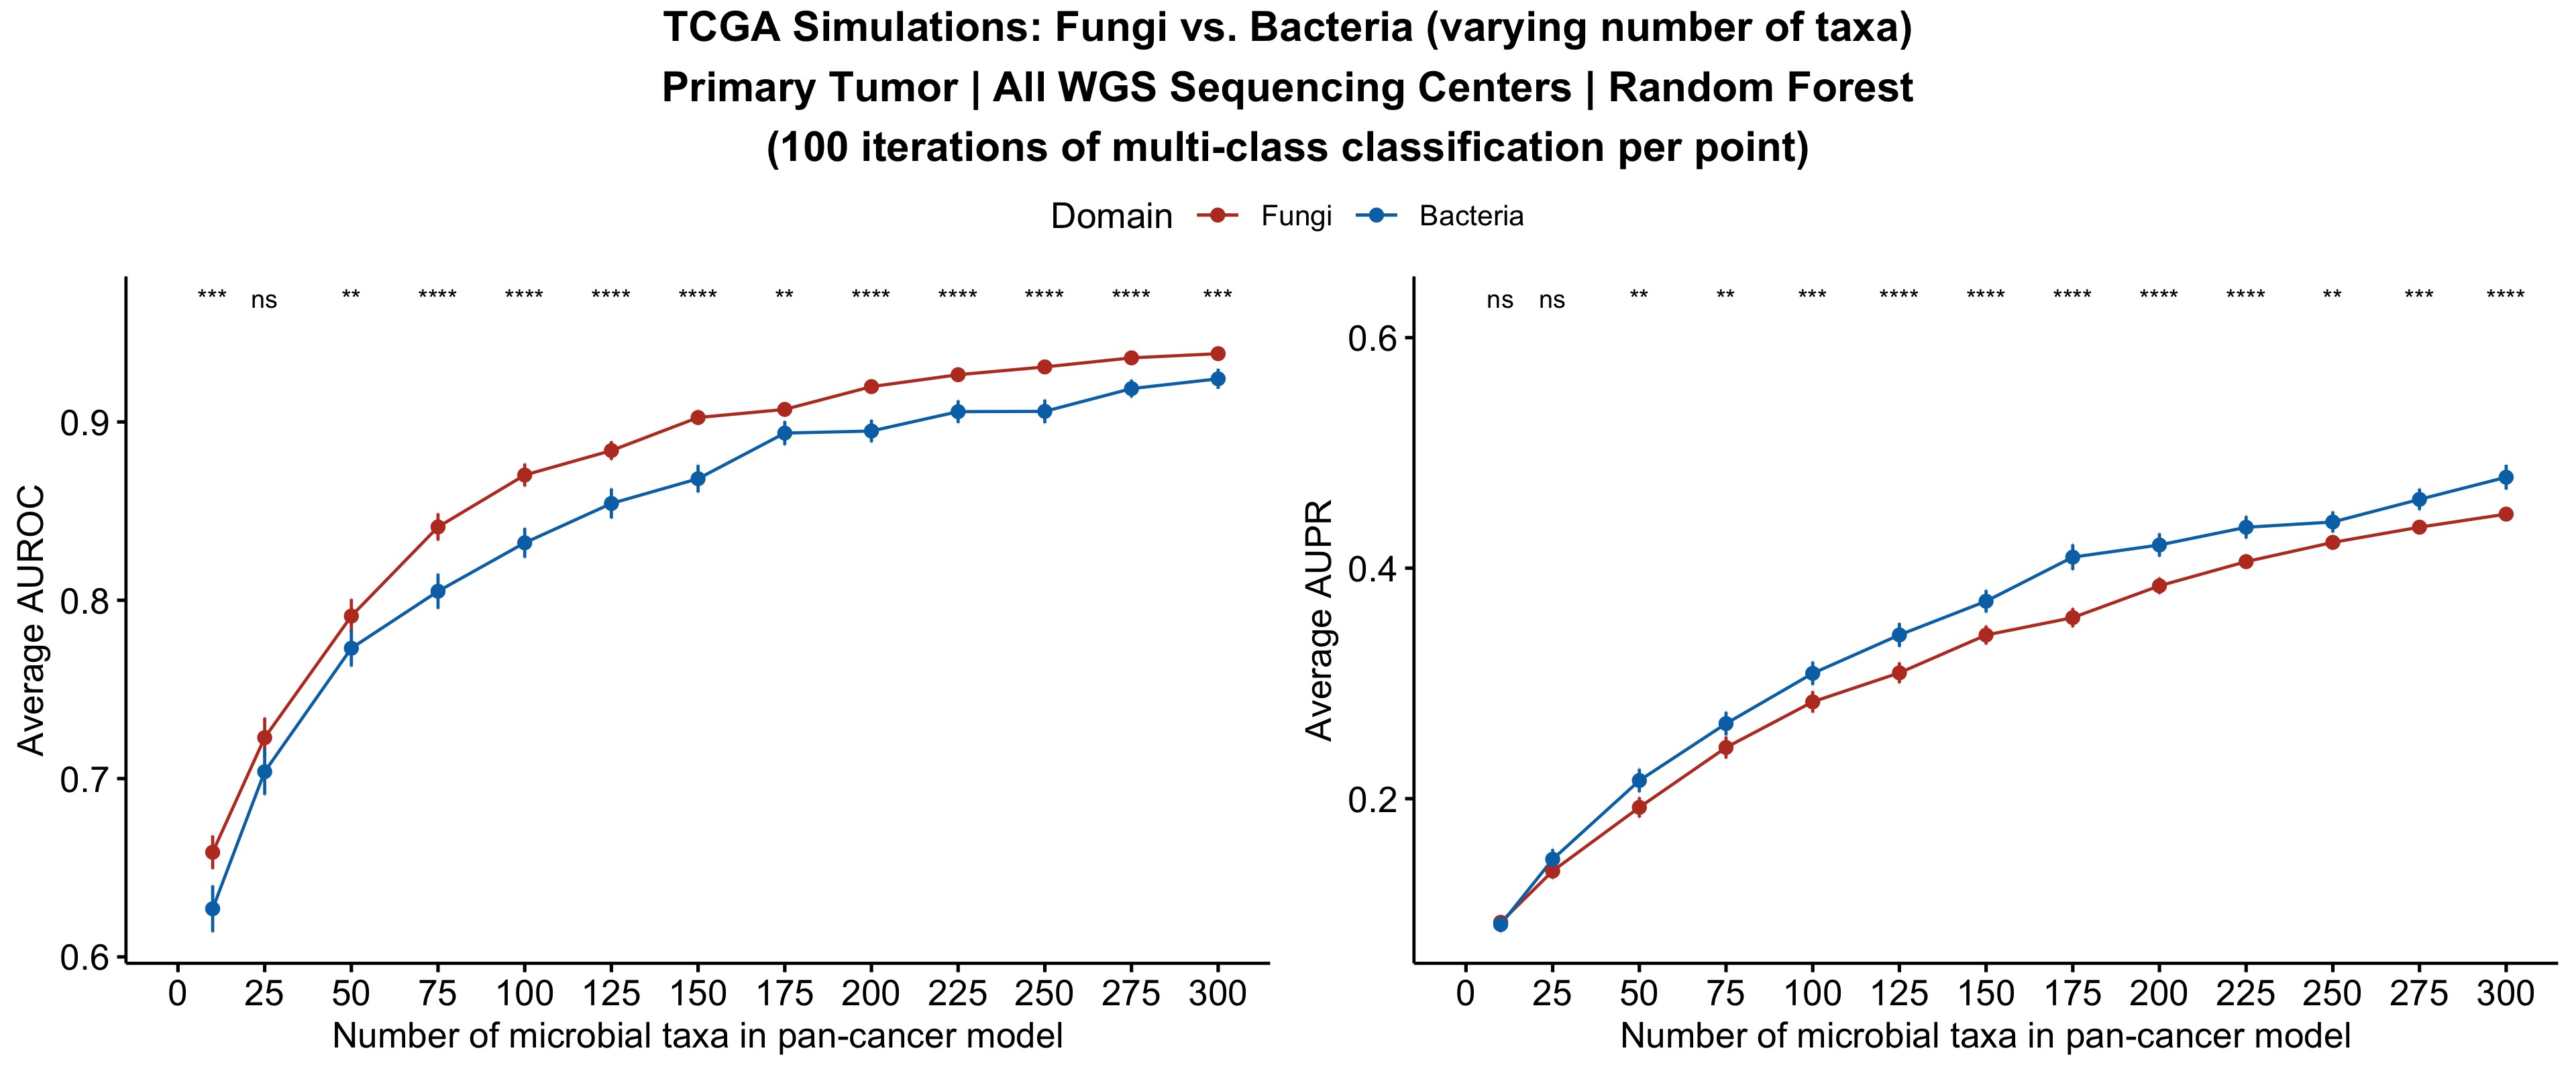 TCGA Simulations: Fungi vs. Bacteria (varying number of taxa)
Primary Tumor | All WGS Sequencing Centers | Random Forest
(100 iterations of multi-class classification per point)
Domain Fungi Bacteria
*** ns ** **** **** **** **** ** **** **** **** **** ***
0.9
0.8
0.7
0.6
Average AUROC
0 25 50 75 100 125 150 175 200 225 250 275 300
Number of microbial taxa in pan-cancer model
ns ns ** ** *** **** **** **** **** **** ** *** ****
0.6
0.4
0.2
Average AUPR
0 25 50 75 100 125 150 175 200 225 250 275 300
Number of microbial taxa in pan-cancer model